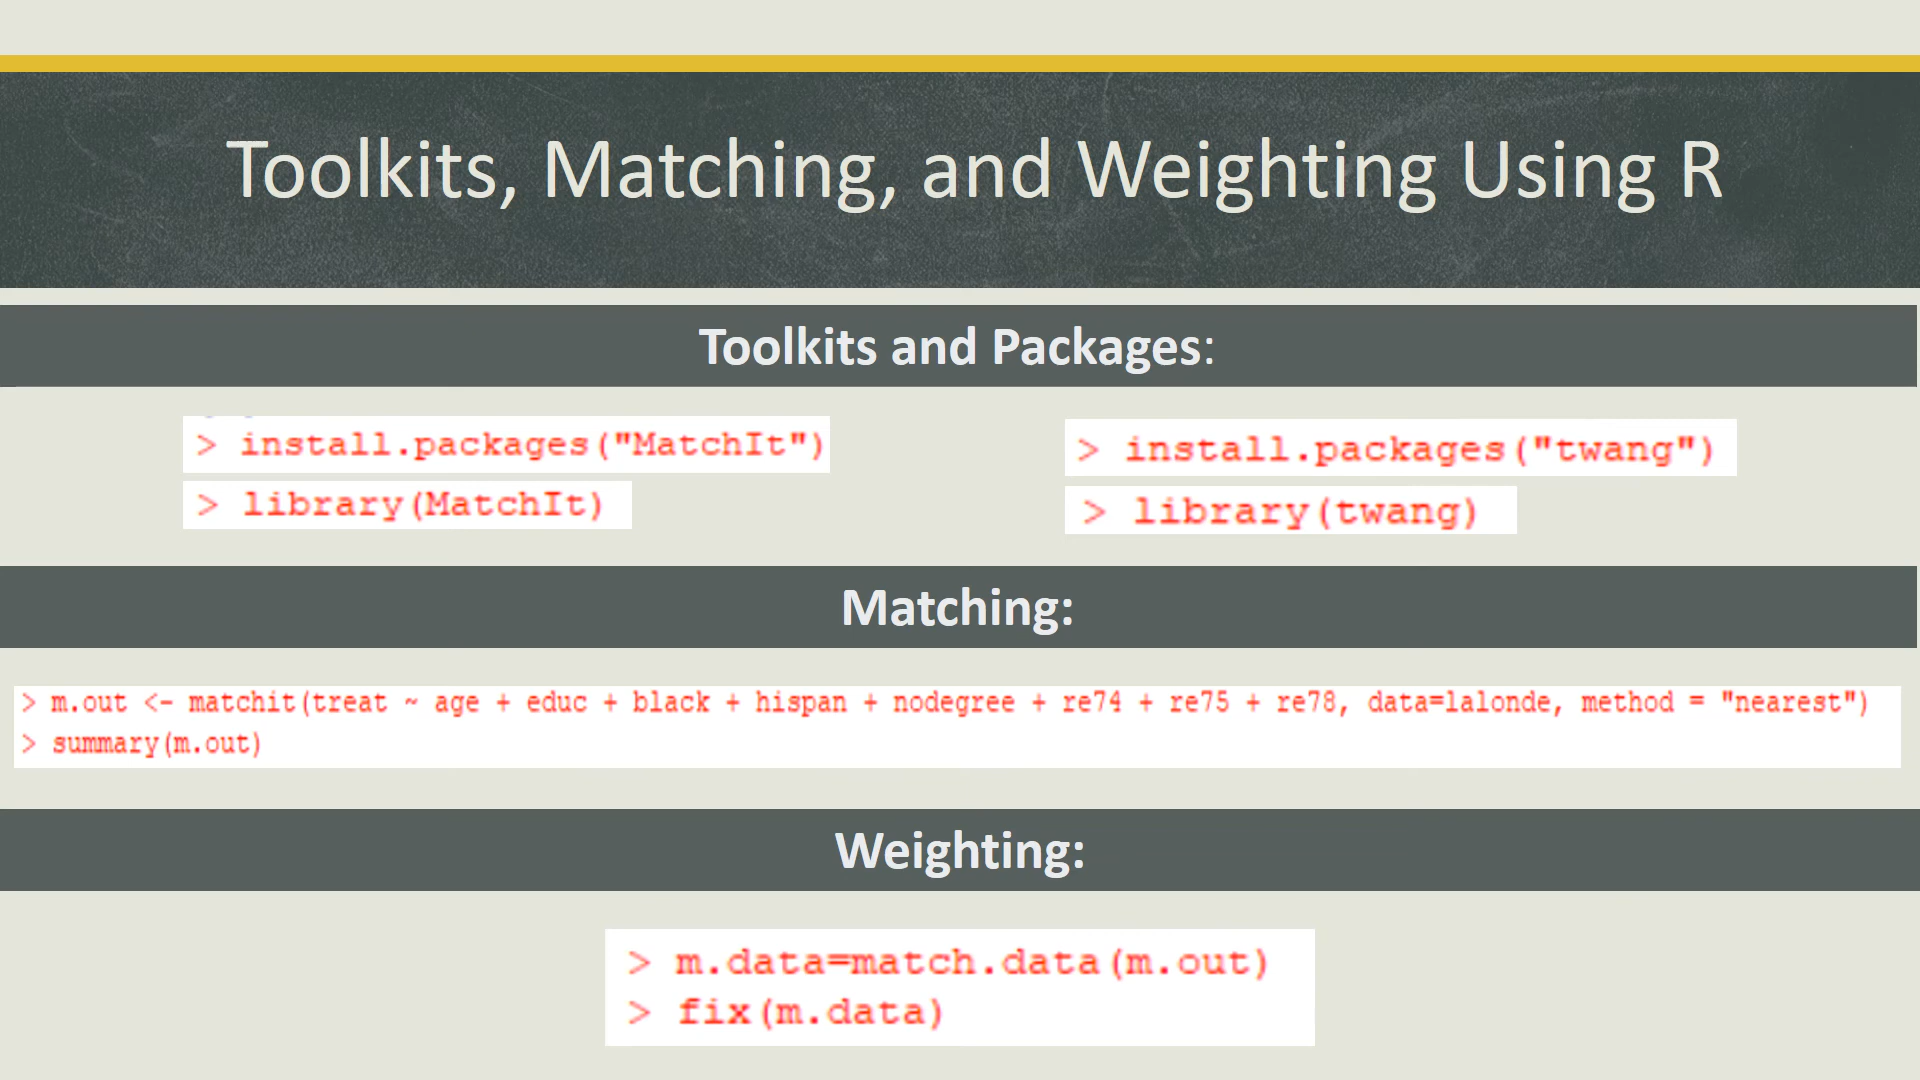 Toolkits, Matching, and Weighting Using R
Toolkits and Packages:
> install.packages("MatchIt")
> library(MatchIt)
> install.packages("twang")
> library(twang)
Matching:
> m.out <- matchit(treat ~ age + educ + black + hispan + nodegree + re74 + re75 + re78, data=lalonde, method = "nearest")
> summary(m.out)
Weighting:
> m.data=match.data(m.out)
> fix(m.data)